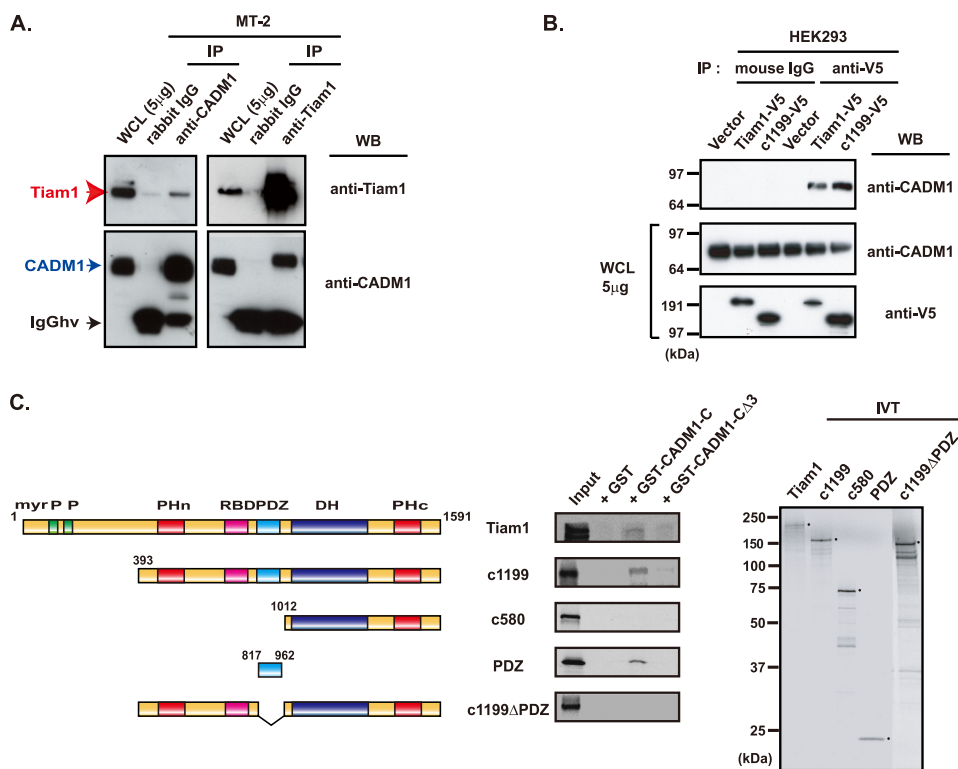 A.
MT-2
IP
IP
WCL (5μg)
rabbit IgG
anti-CADM1
WCL (5μg)
rabbit IgG
anti-Tiam1
WB
Tiam1
anti-Tiam1
CADM1
anti-CADM1
IgGhv
B.
HEK293
IP : mouse IgG anti-V5
Vector
Tiam1-V5
c1199-V5
Vector
Tiam1-V5
c1199-V5
WB
97
64
anti-CADM1
WCL
5μg
97
64
anti-CADM1
191
97
anti-V5
(kDa)
C.
myr P P PHn RBD PDZ DH PHc
1 1591
393
1012
817 962
Input
+ GST
+ GST-CADM1-C
+ GST-CADM1-CΔ3
Tiam1
c1199
c580
PDZ
c1199ΔPDZ
IVT
Tiam1
c1199
c580
PDZ
c1199ΔPDZ
250
150
100
75
50
37
25
(kDa)